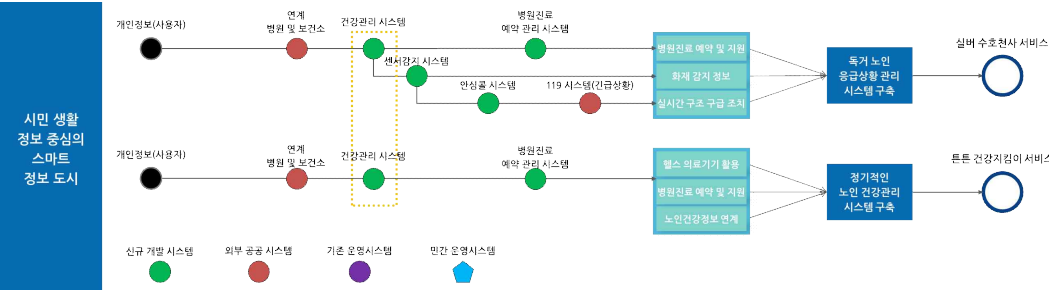 시민 생활
정보 중심의
스마트
정보 도시
개인정보(사용자)
연계
병원 및 보건소
건강관리 시스템
병원진료
예약 관리 시스템
센서감지 시스템
안심콜 시스템
119 시스템(긴급상황)
병원진료 예약 및 지원
화재 감지 정보
실시간 구조 구급 조치
독거 노인
응급상황 관리
시스템 구축
실버 수호천사 서비스
개인정보(사용자)
연계
병원 및 보건소
건강관리 시스템
병원진료
예약 관리 시스템
헬스 의료기기 활용
병원진료 예약 및 지원
노인건강정보 연계
정기적인
노인 건강관리
시스템 구축
튼튼 건강지킴이 서비스
신규 개발 시스템
외부 공공 시스템
기존 운영시스템
민간 운영시스템